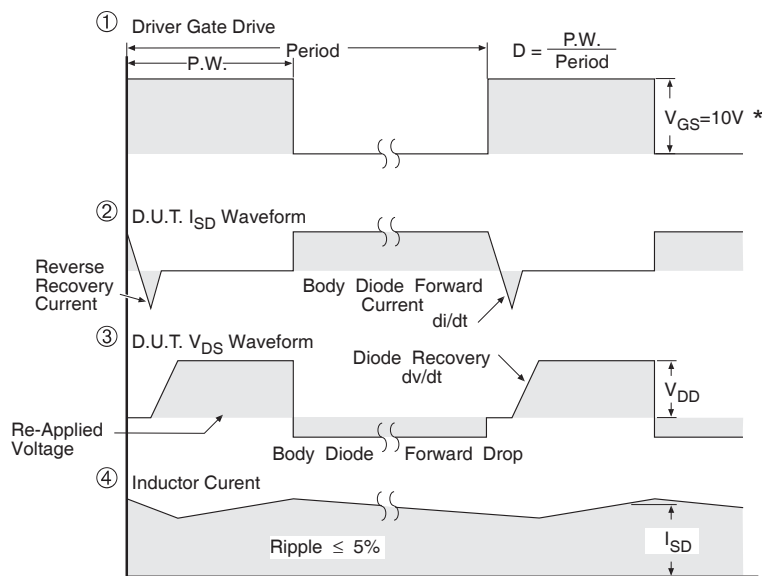 ① Driver Gate Drive
Period
P.W.
D = P.W. / Period
V_GS=10V *
② D.U.T. I_SD Waveform
Reverse
Recovery
Current
Body Diode Forward
Current
di/dt
③ D.U.T. V_DS Waveform
Diode Recovery
dv/dt
V_DD
Re-Applied
Voltage
Body Diode Forward Drop
④ Inductor Curent
Ripple ≤ 5%
I_SD